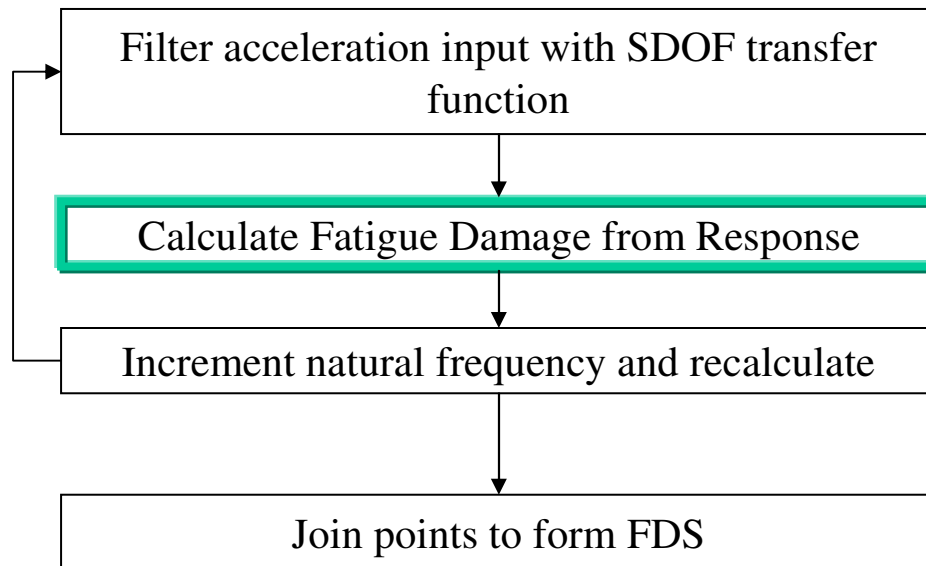 Filter acceleration input with SDOF transfer
function
Calculate Fatigue Damage from Response
Increment natural frequency and recalculate
Join points to form FDS